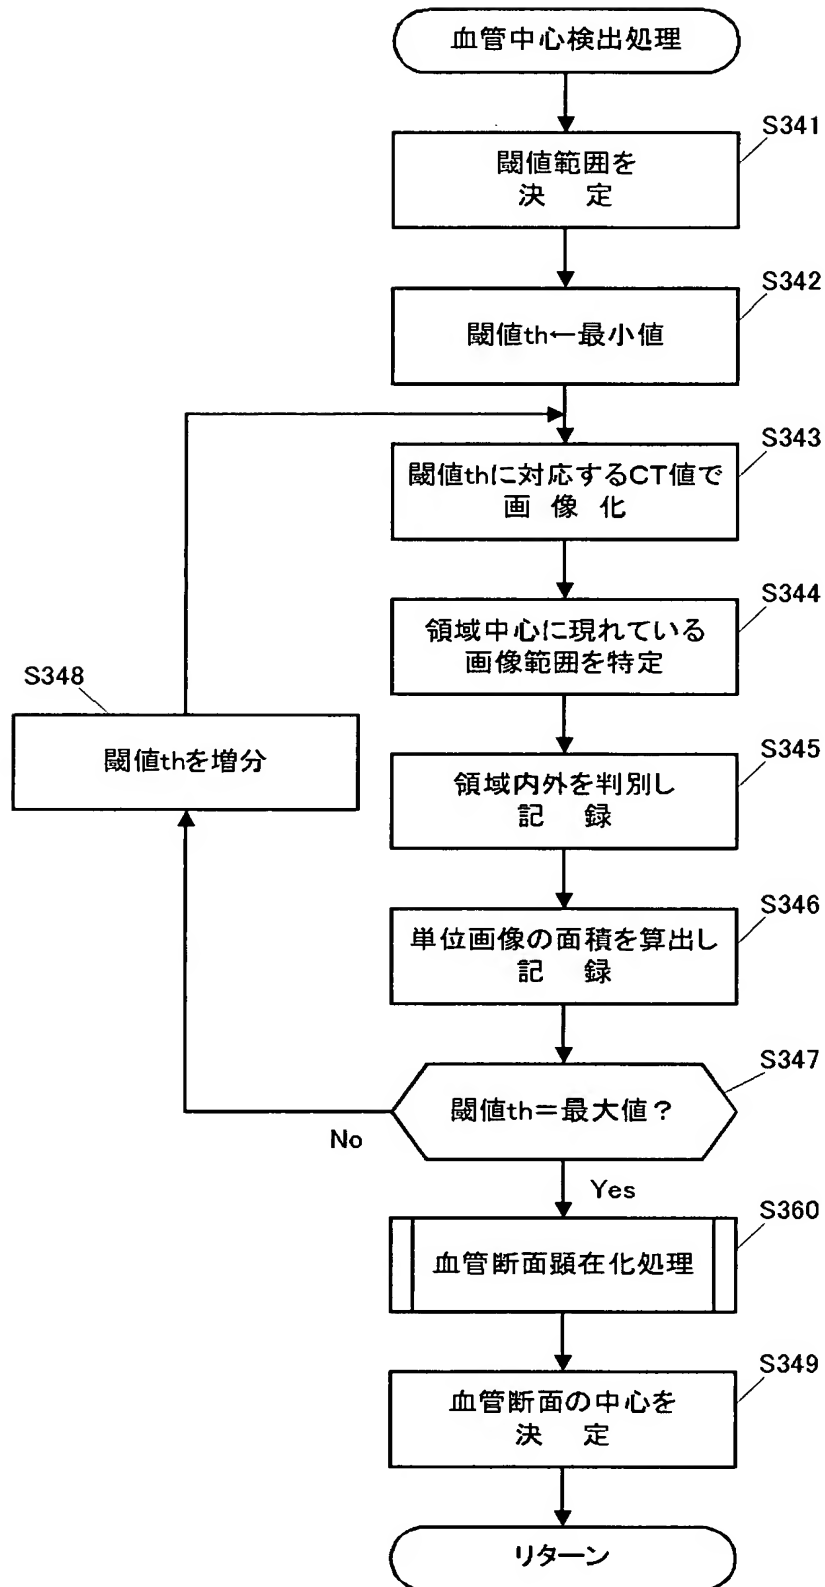 血管中心検出処理
S341
閾値範囲を
決 定
S342
閾値th←最小値
S343
閾値thに対応するCT値で
画 像 化
S344
領域中心に現れている
画像範囲を特定
S348
閾値thを増分
S345
領域内外を判別し
記 録
S346
単位画像の面積を算出し
記 録
S347
閾値th＝最大値？
No
Yes
S360
血管断面顕在化処理
S349
血管断面の中心を
決 定
リターン